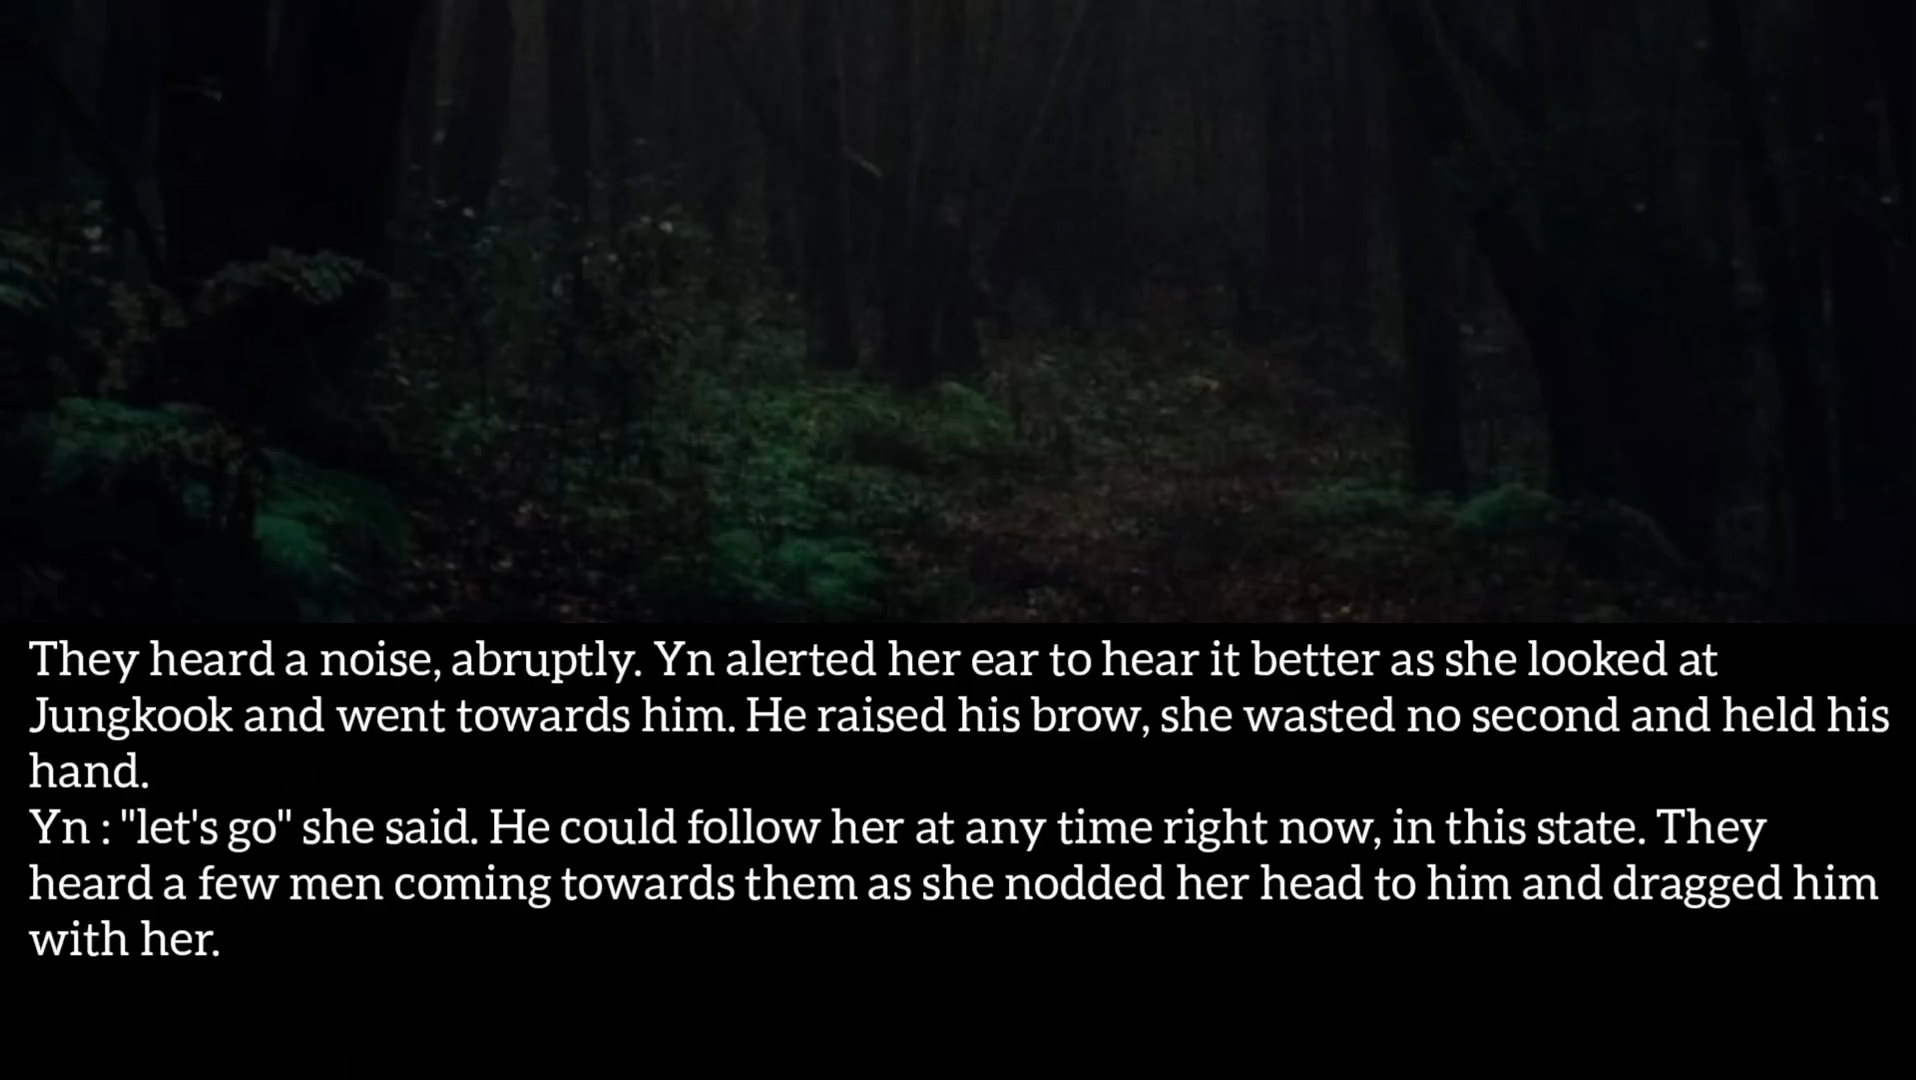 They heard a noise, abruptly. Yn alerted her ear to hear it better as she looked at
Jungkook and went towards him. He raised his brow, she wasted no second and held his
hand.
Yn : "let's go" she said. He could follow her at any time right now, in this state. They
heard a few men coming towards them as she nodded her head to him and dragged him
with her.